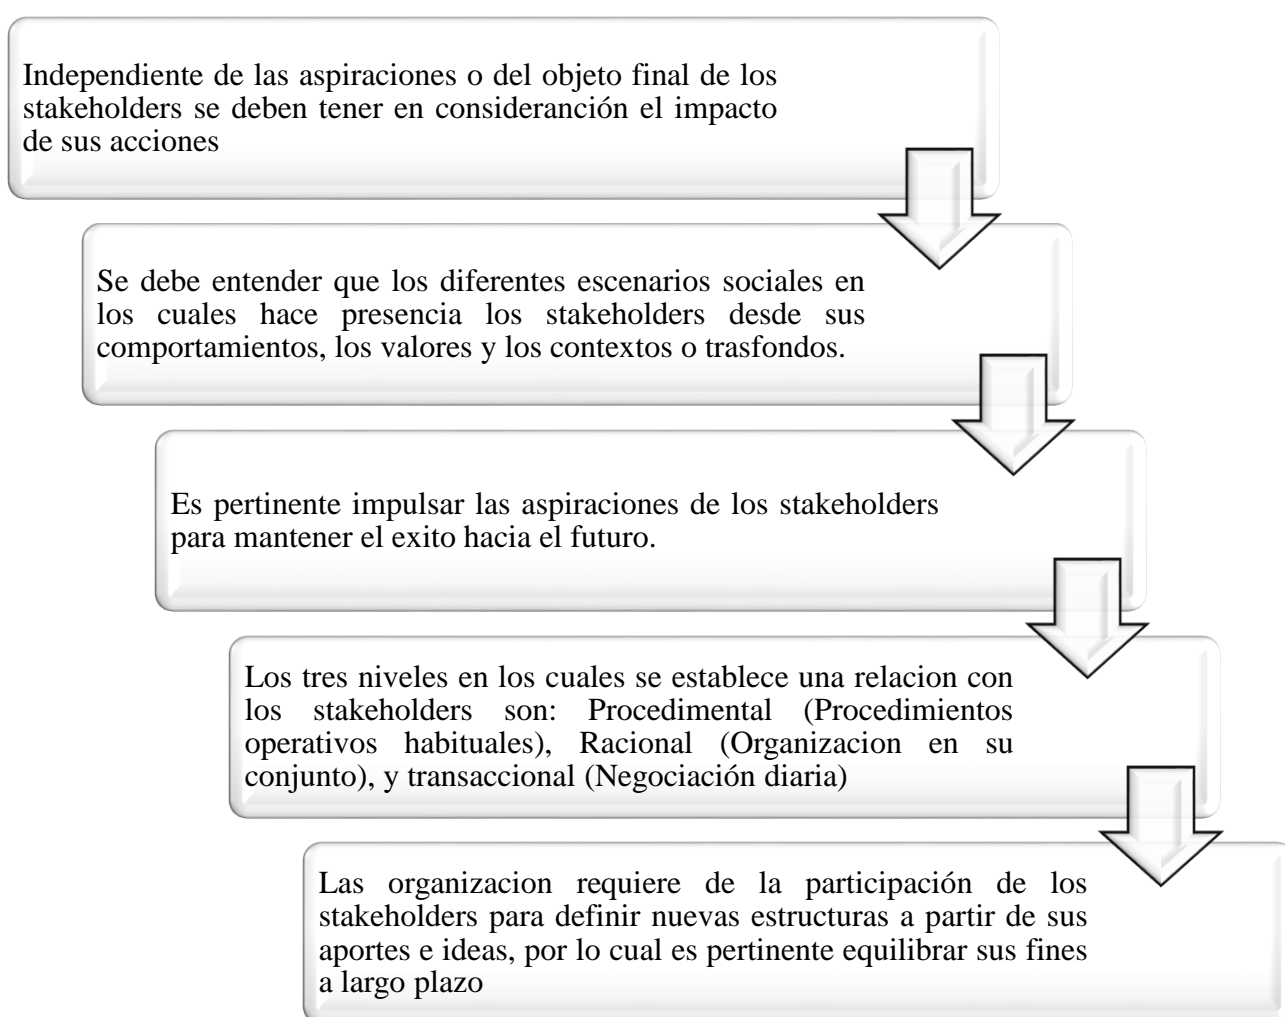 Independiente de las aspiraciones o del objeto final de los
stakeholders se deben tener en consideranción el impacto
de sus acciones
Se debe entender que los diferentes escenarios sociales en
los cuales hace presencia los stakeholders desde sus
comportamientos, los valores y los contextos o trasfondos.
Es pertinente impulsar las aspiraciones de los stakeholders
para mantener el exito hacia el futuro.
Los tres niveles en los cuales se establece una relacion con
los stakeholders son: Procedimental (Procedimientos
operativos habituales), Racional (Organizacion en su
conjunto), y transaccional (Negociación diaria)
Las organizacion requiere de la participación de los
stakeholders para definir nuevas estructuras a partir de sus
aportes e ideas, por lo cual es pertinente equilibrar sus fines
a largo plazo